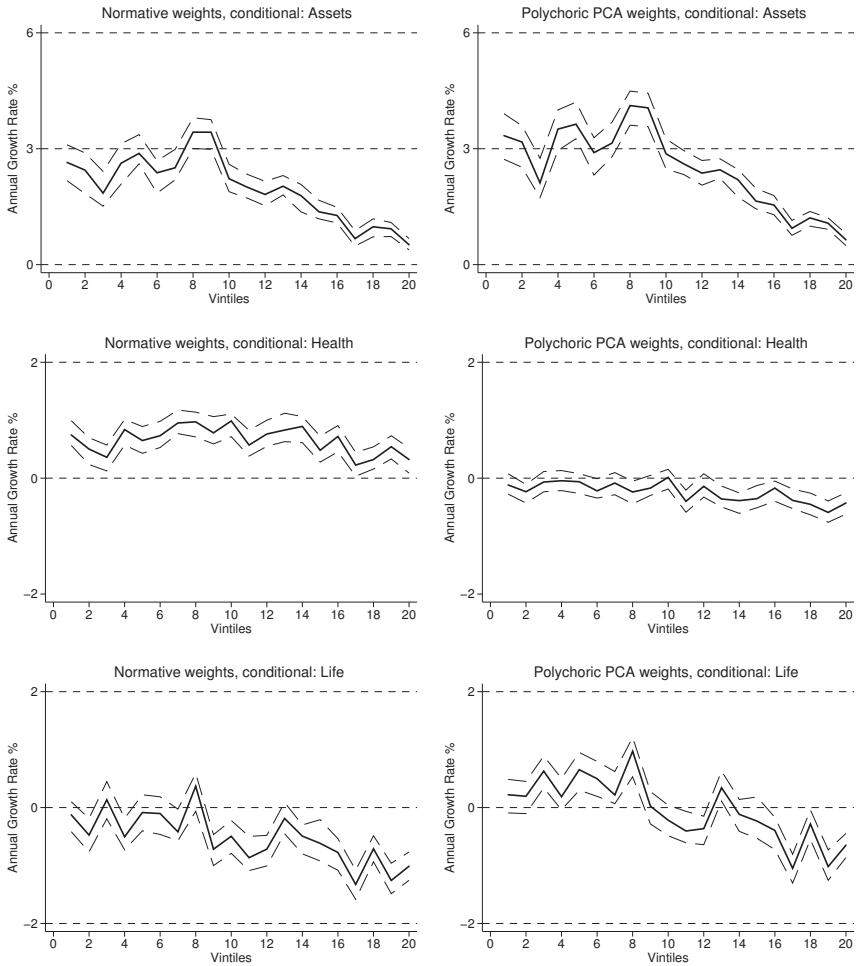 Normative weights, conditional: Assets
Annual Growth Rate %
6
3
0
0 2 4 6 8 10 12 14 16 18 20
Vintiles
Polychoric PCA weights, conditional: Assets
Annual Growth Rate %
6
3
0
0 2 4 6 8 10 12 14 16 18 20
Vintiles
Normative weights, conditional: Health
Annual Growth Rate %
2
0
−2
0 2 4 6 8 10 12 14 16 18 20
Vintiles
Polychoric PCA weights, conditional: Health
Annual Growth Rate %
2
0
−2
0 2 4 6 8 10 12 14 16 18 20
Vintiles
Normative weights, conditional: Life
Annual Growth Rate %
2
0
−2
0 2 4 6 8 10 12 14 16 18 20
Vintiles
Polychoric PCA weights, conditional: Life
Annual Growth Rate %
2
0
−2
0 2 4 6 8 10 12 14 16 18 20
Vintiles